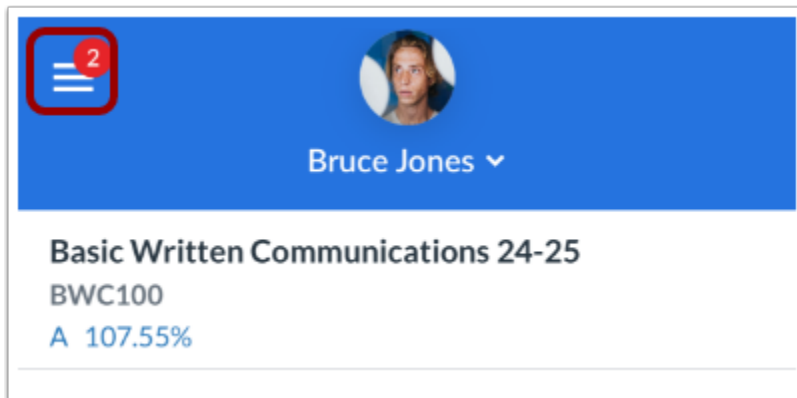 2
Bruce Jones
Basic Written Communications 24-25
BWC100
A 107.55%